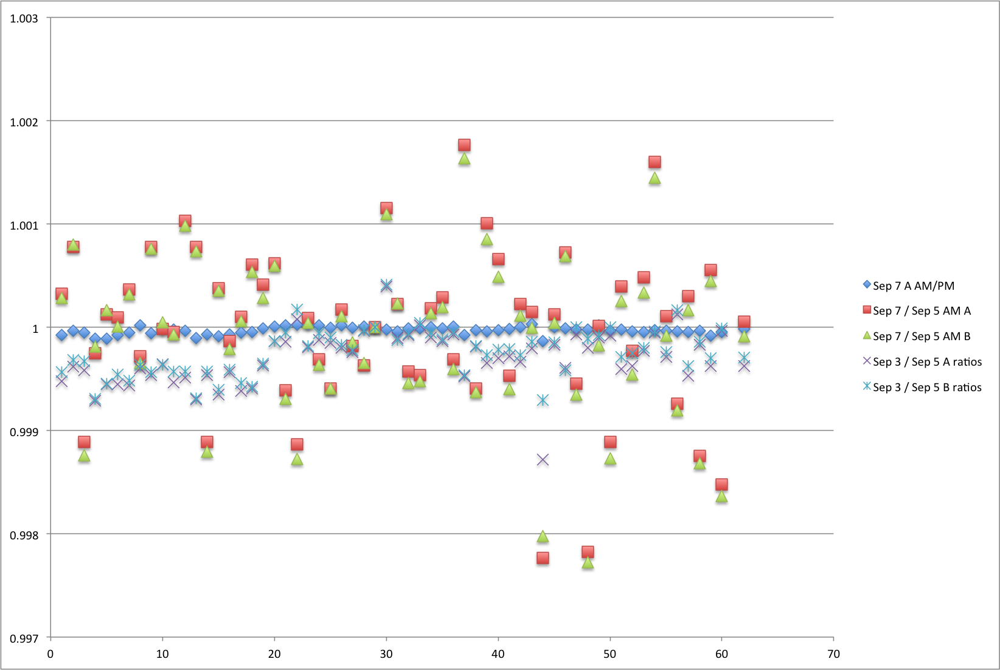 1.003
1.002
1.001
1
0.999
0.998
0.997
0 10 20 30 40 50 60 70
Sep 7 A AM/PM
Sep 7 / Sep 5 AM A
Sep 7 / Sep 5 AM B
Sep 3 / Sep 5 A ratios
Sep 3 / Sep 5 B ratios